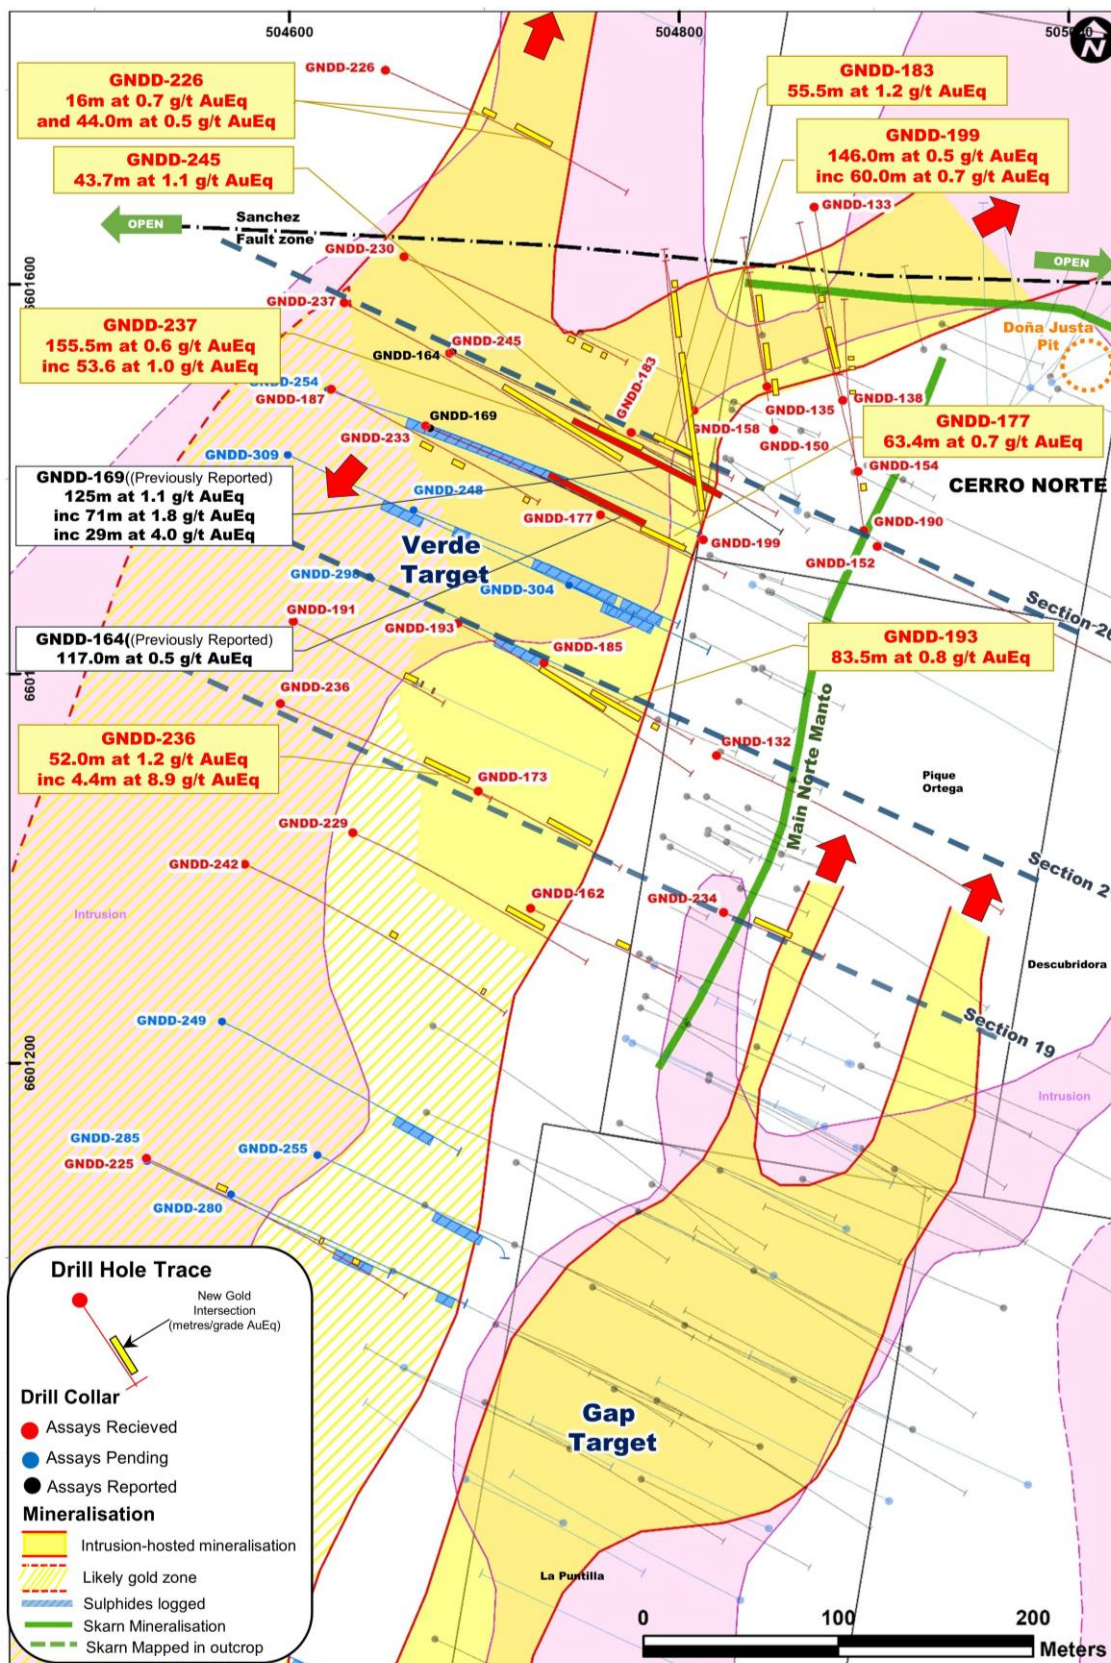 504600
504800
505
N
GNDD-226
16m at 0.7 g/t AuEq
and 44.0m at 0.5 g/t AuEq
GNDD-226
GNDD-183
55.5m at 1.2 g/t AuEq
GNDD-245
43.7m at 1.1 g/t AuEq
GNDD-199
146.0m at 0.5 g/t AuEq
inc 60.0m at 0.7 g/t AuEq
OPEN
Sanchez
Fault zone
GNDD-133
GNDD-230
OPEN
6601600
GNDD-237
GNDD-237
155.5m at 0.6 g/t AuEq
inc 53.6 at 1.0 g/t AuEq
GNDD-164
GNDD-245
Doña Justa
Pit
GNDD-183
GNDD-254
GNDD-187
GNDD-169
GNDD-233
GNDD-158
GNDD-135
GNDD-138
GNDD-150
GNDD-177
63.4m at 0.7 g/t AuEq
GNDD-309
GNDD-154
GNDD-169((Previously Reported)
125m at 1.1 g/t AuEq
inc 71m at 1.8 g/t AuEq
inc 29m at 4.0 g/t AuEq
GNDD-248
CERRO NORTE
GNDD-177
GNDD-190
GNDD-199
GNDD-152
Verde
Target
GNDD-298
GNDD-304
Section-20
GNDD-191
GNDD-193
GNDD-164((Previously Reported)
117.0m at 0.5 g/t AuEq
GNDD-185
GNDD-193
83.5m at 0.8 g/t AuEq
6601
GNDD-236
GNDD-236
52.0m at 1.2 g/t AuEq
inc 4.4m at 8.9 g/t AuEq
GNDD-132
Main Norte Manto
GNDD-173
Pique
Ortega
GNDD-229
GNDD-242
Section 2
Intrusion
GNDD-162
GNDD-234
Descubridora
GNDD-249
Section 19
6601200
Intrusion
GNDD-285
GNDD-225
GNDD-255
GNDD-280
Drill Hole Trace
New Gold
Intersection
(metres/grade AuEq)
Drill Collar
Assays Recieved
Assays Pending
Assays Reported
Mineralisation
Intrusion-hosted mineralisation
Likely gold zone
Sulphides logged
Skarn Mineralisation
Skarn Mapped in outcrop
Gap
Target
La Puntilla
0 100 200
Meters